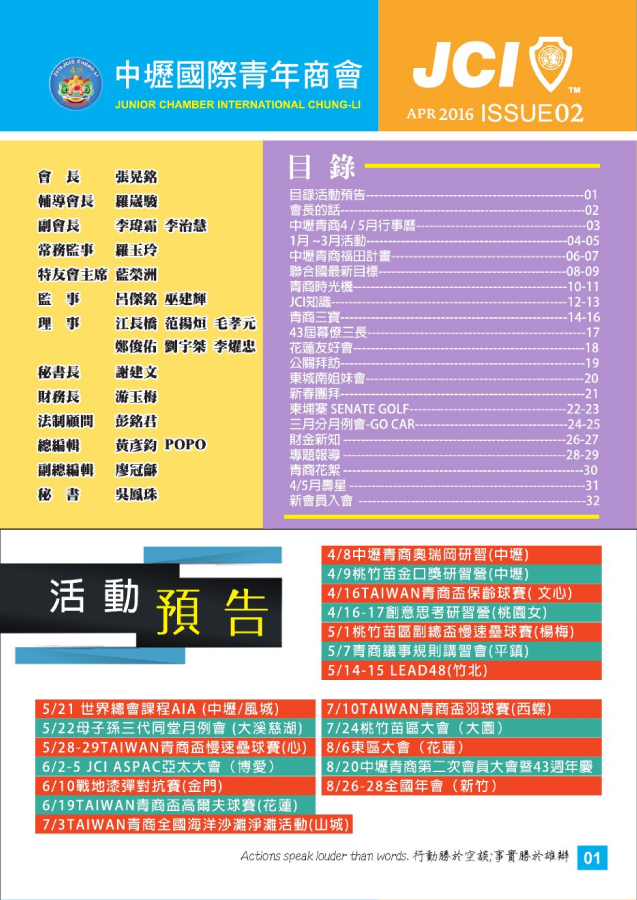 中壢國際青年商會
JUNIOR CHAMBER INTERNATIONAL CHUNG-LI
JCI
TM
APR 2016 ISSUE02
會 長 張晃銘
輔導會長 羅崴駿
副會長 李瑋霜 李治慧
常務監事 羅玉玲
特友會主席 藍榮洲
監 事 呂傑銘 巫建輝
理 事 江長橋 范揚烜 毛孝元
鄭俊佑 劉宇桀 李燿忠
秘書長 謝建文
財務長 游玉梅
法制顧問 彭銘君
總編輯 黃彥鈞 POPO
副總編輯 廖冠龢
秘 書 吳鳳珠
目 錄
目錄活動預告---01
會長的話---02
中壢青商4 / 5月行事曆---03
1月 ~3月活動---04-05
中壢青商福田計畫---06-07
聯合國最新目標---08-09
青商時光機---10-11
JCI知識---12-13
青商三寶---14-16
43屆幕僚三長---17
花蓮友好會---18
公關拜訪---19
東城南姐妹會---20
新春團拜---21
柬埔寨 SENATE GOLF---22-23
三月分月例會-GO CAR---24-25
財金新知---26-27
專題報導---28-29
青商花絮---30
4/5月壽星---31
新會員入會---32
活動
預告
4/8中壢青商奧瑞岡研習(中壢)
4/9桃竹苗金口獎研習營(中壢)
4/16TAIWAN青商盃保齡球賽( 文心)
4/16-17創意思考研習營(桃園女)
5/1桃竹苗區副總盃慢速壘球賽(楊梅)
5/7青商議事規則講習會(平鎮)
5/14-15 LEAD48(竹北)
5/21 世界總會課程AIA (中壢/風城)
5/22母子孫三代同堂月例會 (大溪慈湖)
5/28-29TAIWAN青商盃慢速壘球賽(心)
6/2-5 JCI ASPAC亞太大會（博愛）
6/10戰地漆彈對抗賽(金門)
6/19TAIWAN青商盃高爾夫球賽(花蓮)
7/3TAIWAN青商全國海洋沙灘淨灘活動(山城)
7/10TAIWAN青商盃羽球賽(西螺)
7/24桃竹苗區大會（大園）
8/6東區大會（花蓮）
8/20中壢青商第二次會員大會暨43週年慶
8/26-28全國年會（新竹）
Actions speak louder than words. 行動勝於空談;事實勝於雄辯 01